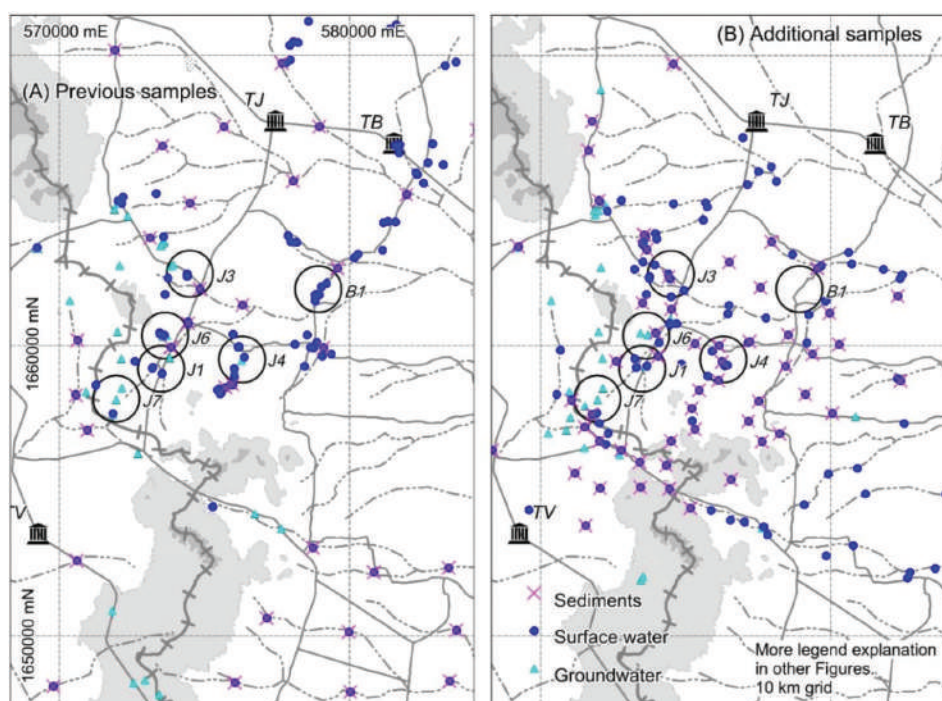 570000 mE
580000 mE
(A) Previous samples
TJ
TB
J3
B1
J6
J4
J1
J7
1660000 mN
TV
1650000 mN
(B) Additional samples
TJ
TB
J3
B1
J6
J4
J1
J7
TV
Sediments
Surface water
Groundwater
More legend explanation
in other Figures.
10 km grid